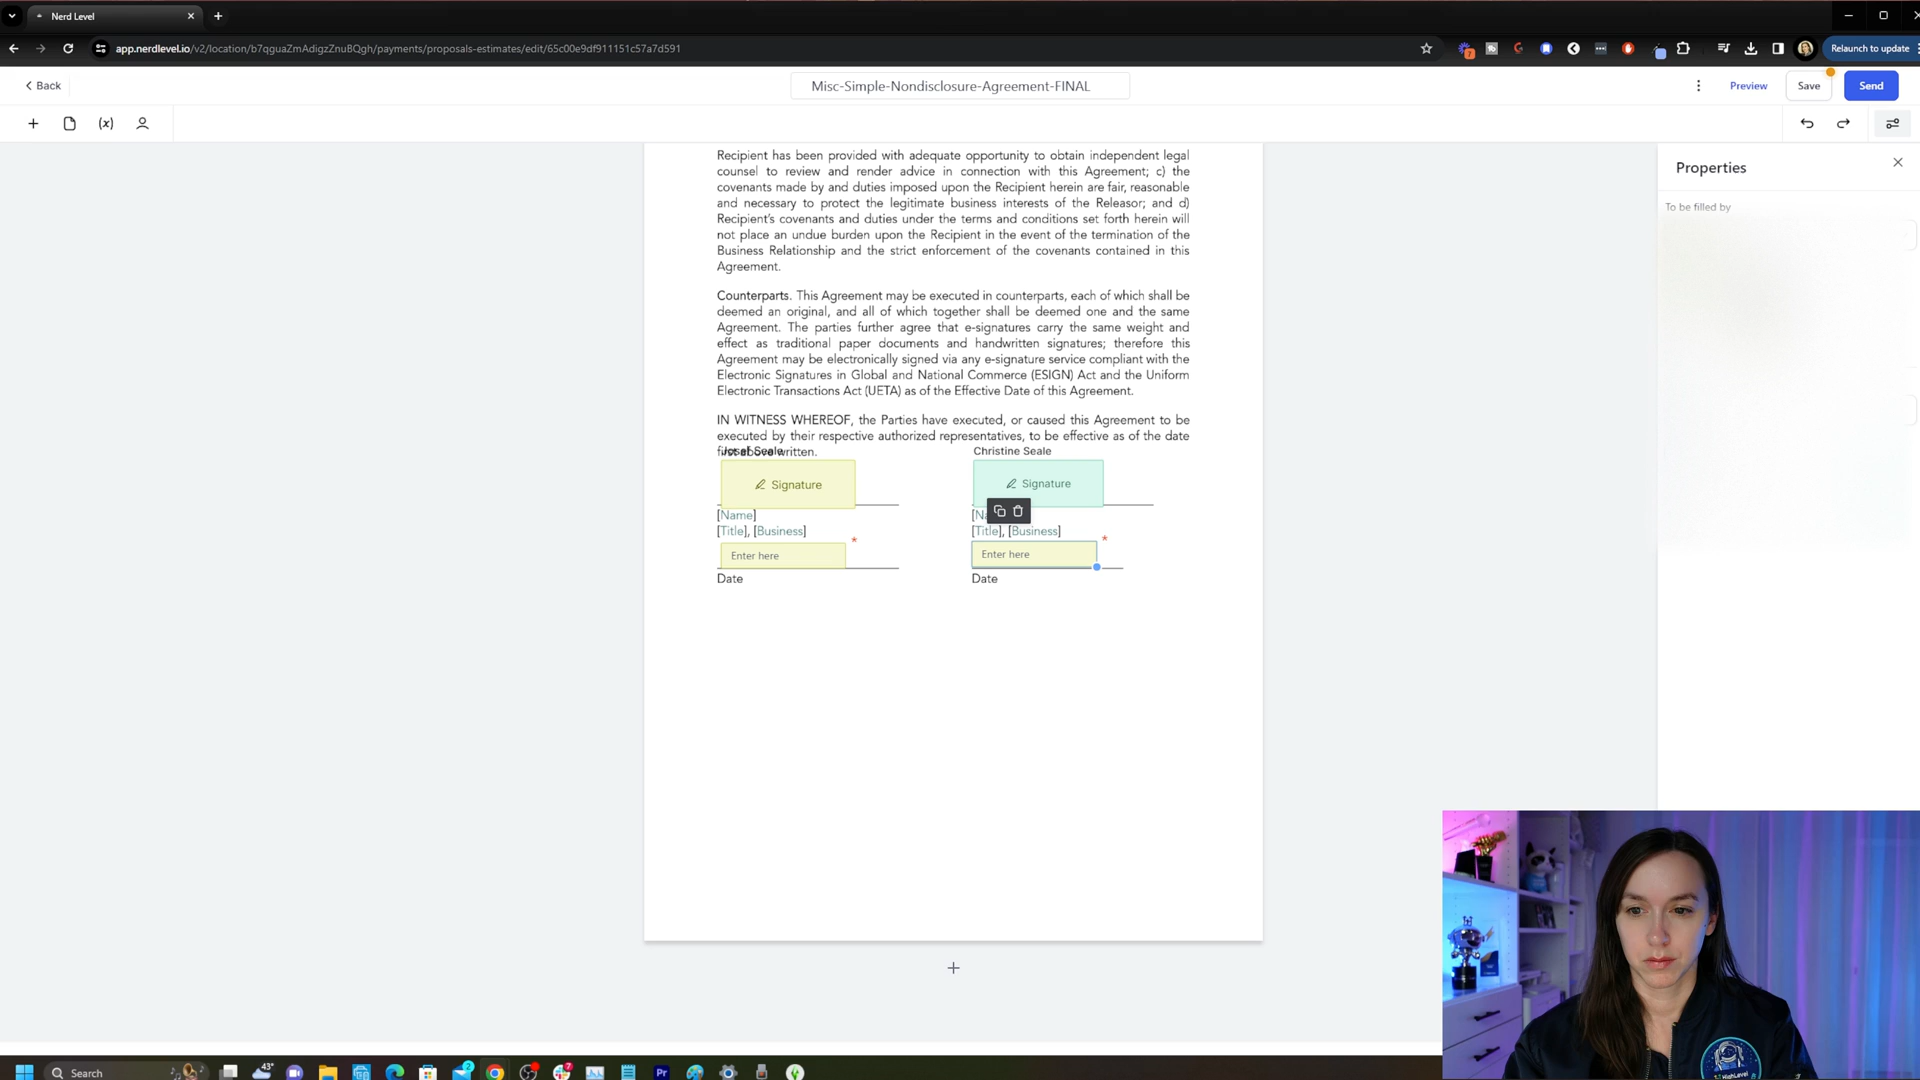 Nerd Level
app.nerdlevel.io/v2/location/b7qguaZmAdigzZnuBQgh/payments/proposals-estimates/edit/65c00e9df911151c57a7d591
Relaunch to update
Back
Misc-Simple-Nondisclosure-Agreement-FINAL
Preview
Save
Send
(x)
Properties
To be filled by
Recipient has been provided with adequate opportunity to obtain independent legal
counsel to review and render advice in connection with this Agreement; c) the
covenants made by and duties imposed upon the Recipient herein are fair, reasonable
and necessary to protect the legitimate business interests of the Releasor; and d)
Recipient's covenants and duties under the terms and conditions set forth herein will
not place an undue burden upon the Recipient in the event of the termination of the
Business Relationship and the strict enforcement of the covenants contained in this
Agreement.
Counterparts. This Agreement may be executed in counterparts, each of which shall be
deemed an original, and all of which together shall be deemed one and the same
Agreement. The parties further agree that e-signatures carry the same weight and
effect as traditional paper documents and handwritten signatures; therefore this
Agreement may be electronically signed via any e-signature service compliant with the
Electronic Signatures in Global and National Commerce (ESIGN) Act and the Uniform
Electronic Transactions Act (UETA) as of the Effective Date of this Agreement.
IN WITNESS WHEREOF, the Parties have executed, or caused this Agreement to be
executed by their respective authorized representatives, to be effective as of the date
first above written.
Seale
Christine Seale
Signature
Signature
[Name]
[Title], [Business]
[Title], [Business]
Enter here *
Enter here *
Date
Date
Search
43°
HighLevel